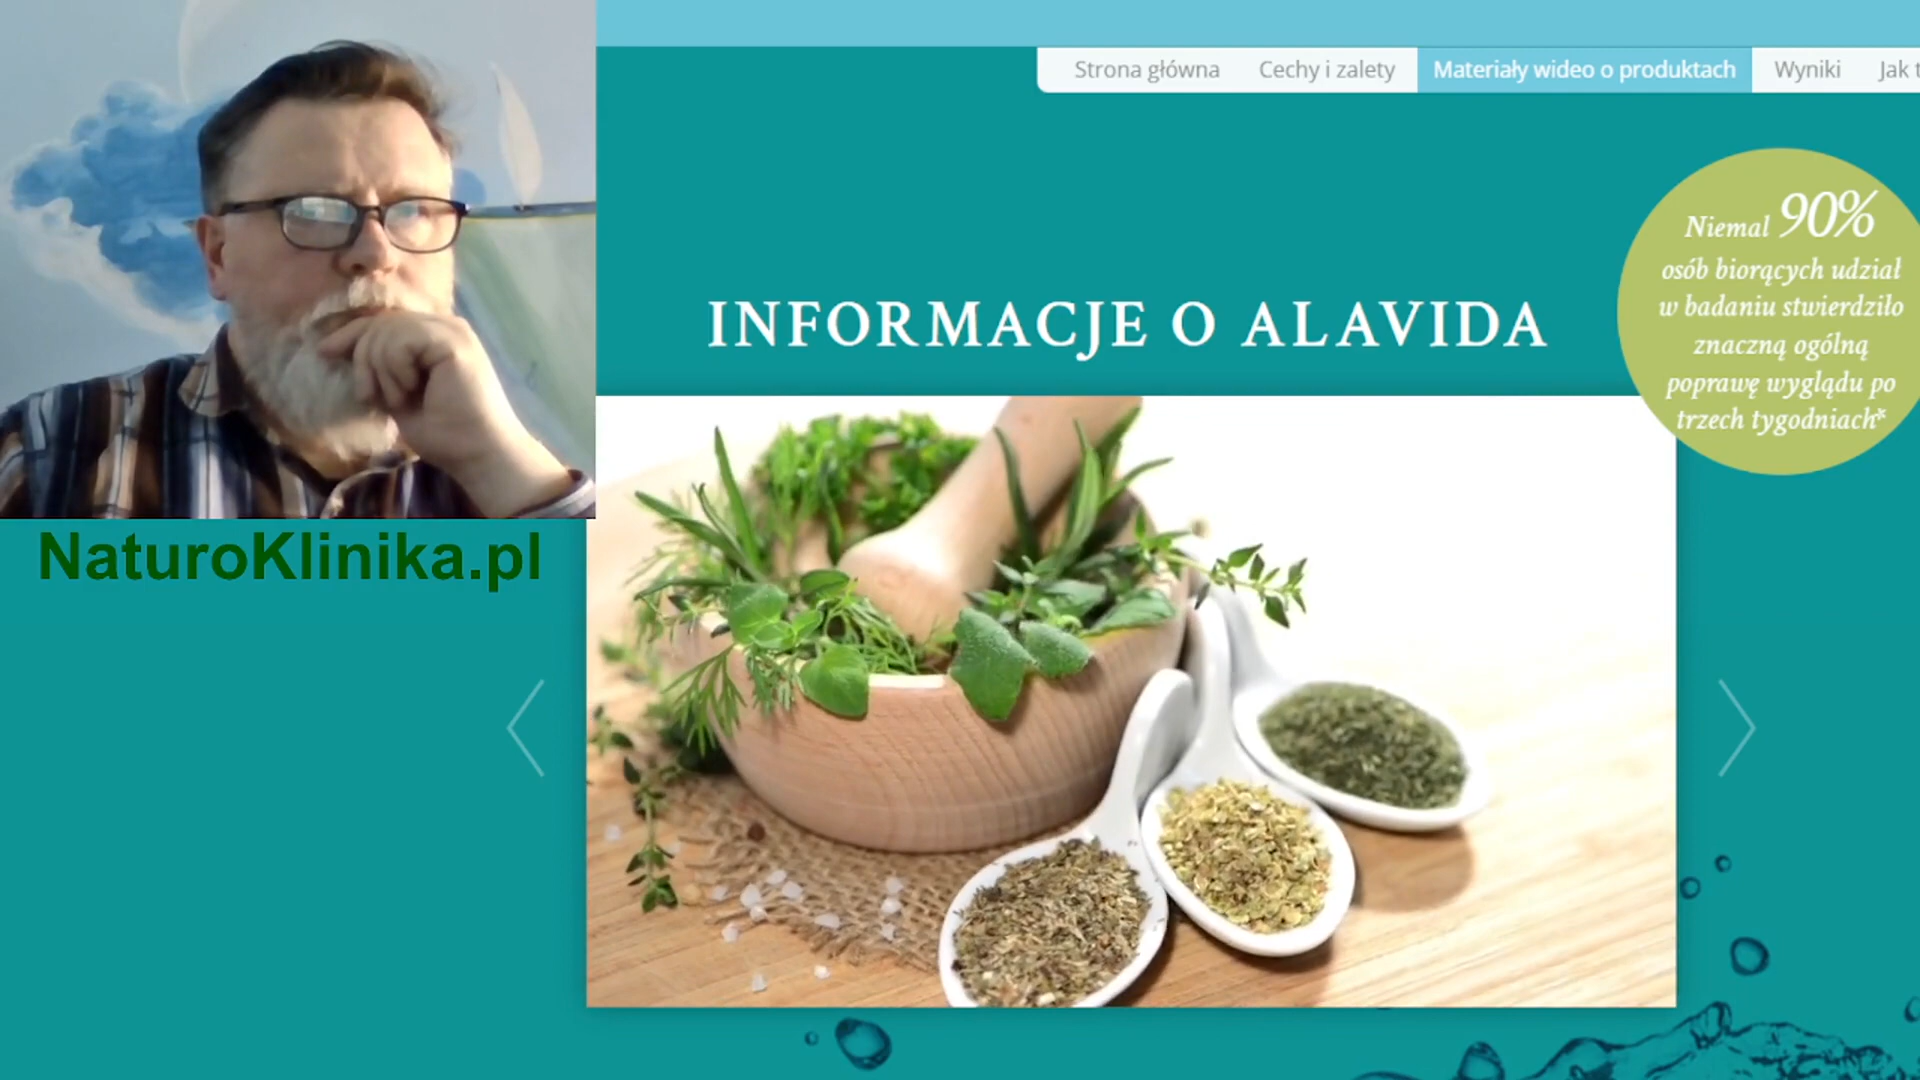 Strona główna
Cechy i zalety
Materiały wideo o produktach
Wyniki
Jak
Niemal 90%
osób biorących udział
w badaniu stwierdziło
znaczną ogólną
poprawę wyglądu po
trzech tygodniach*
INFORMACJE O ALAVIDA
NaturoKlinika.pl